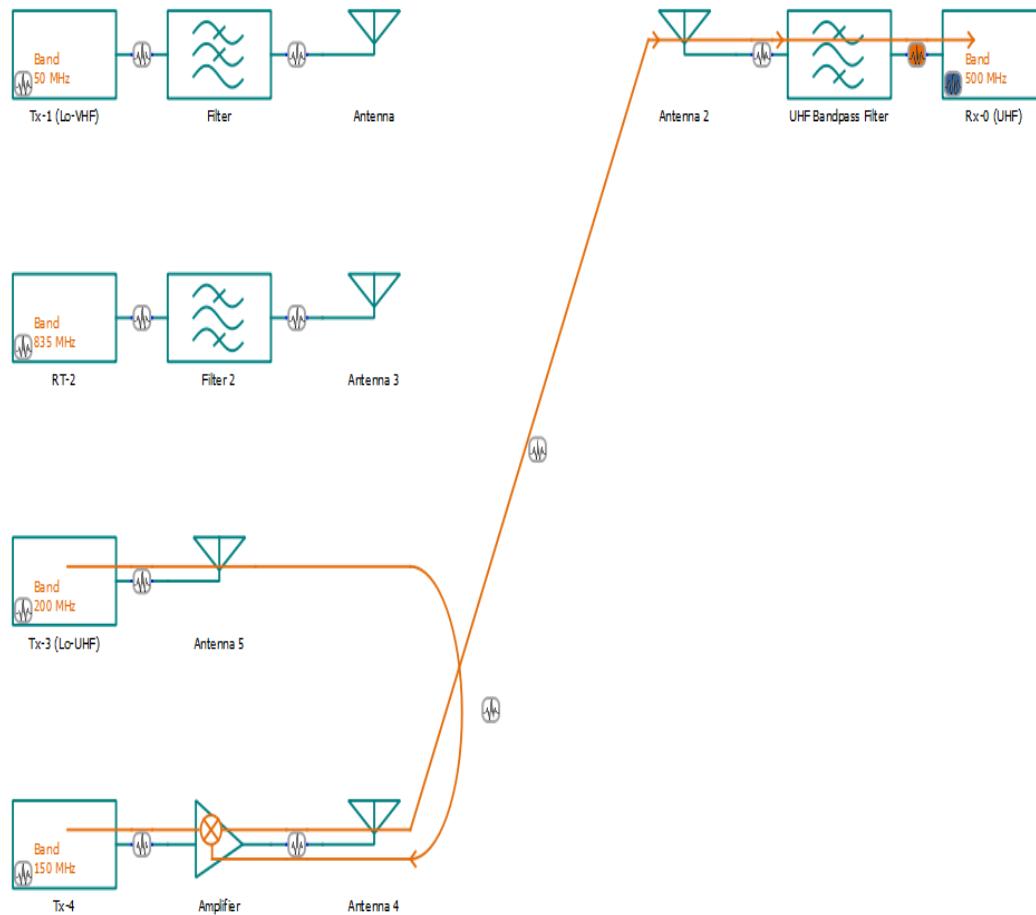 Band
50 MHz
Tx-1 (Lo-VHF)
Filter
Antenna
Antenna 2
UHF Bandpass Filter
Band
500 MHz
Rx-0 (UHF)
Band
835 MHz
RT-2
Filter 2
Antenna 3
Band
200 MHz
Tx-3 (Lo-UHF)
Antenna 5
Band
150 MHz
Tx-4
Amplifier
Antenna 4